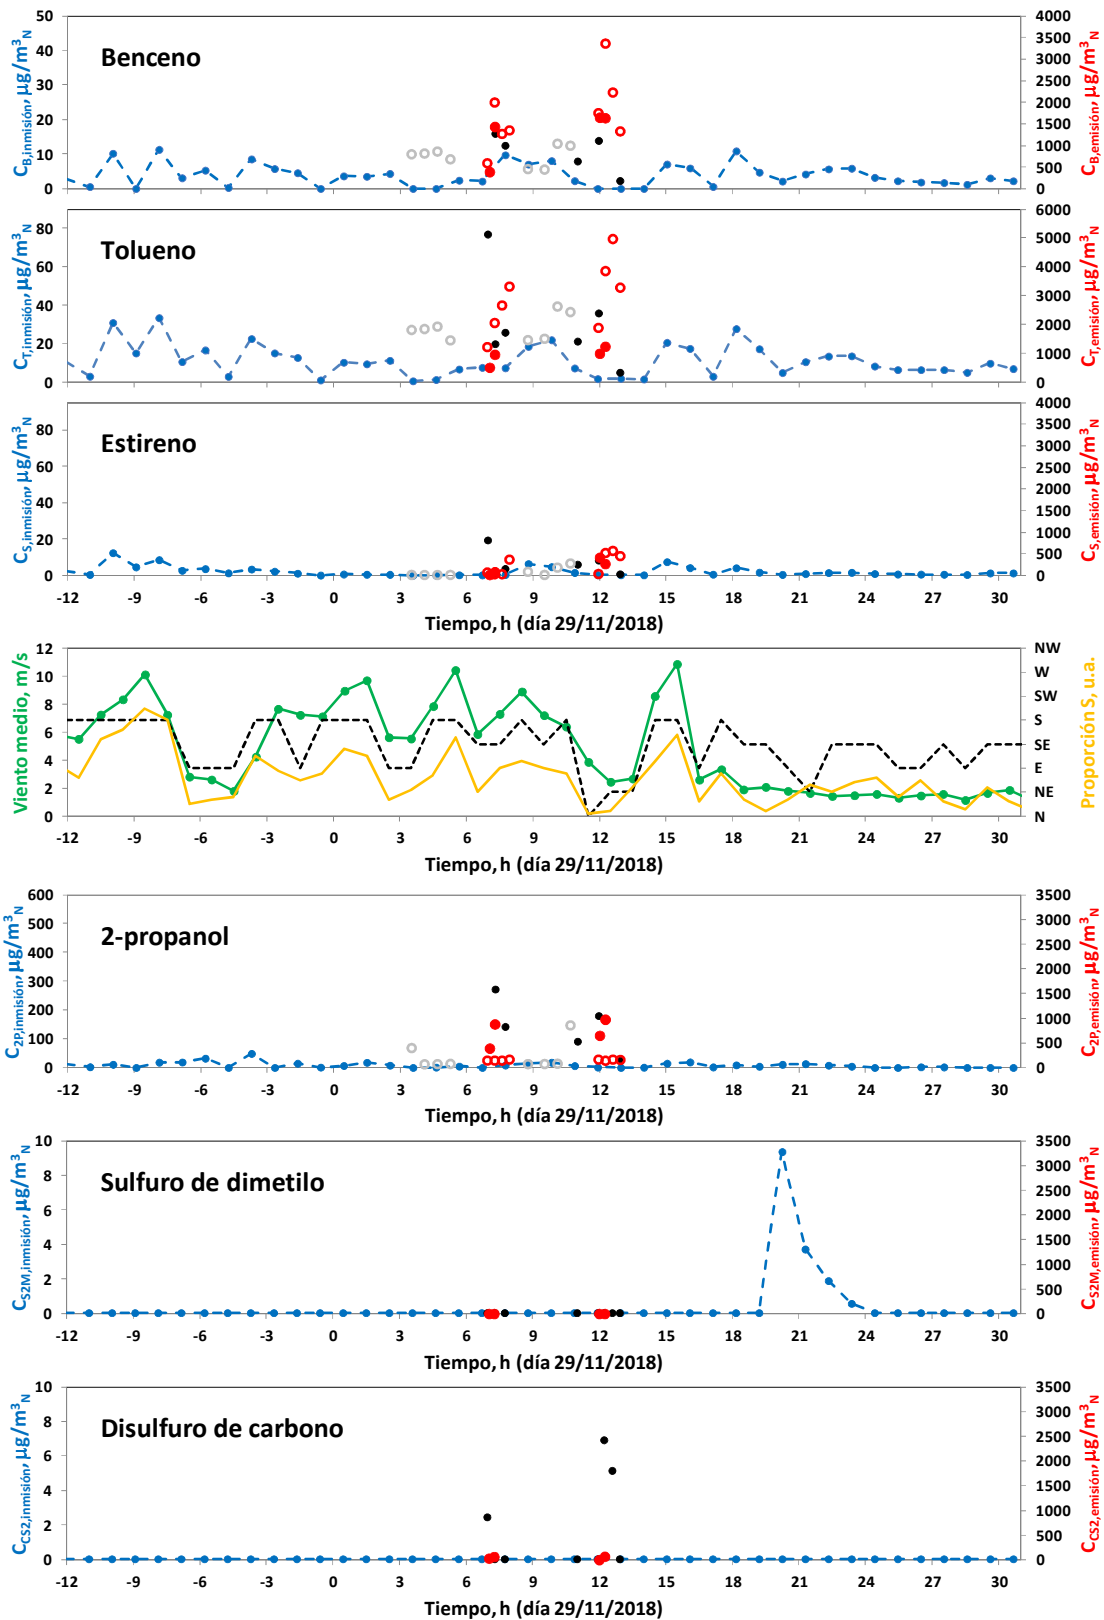 Benceno
C_B,inmisión, µg/m³N
50
40
30
20
10
0
4000
3500
3000
2500
2000
1500
1000
500
0
C_B,emisión, µg/m³N
Tolueno
C_T,inmisión, µg/m³N
80
60
40
20
0
6000
5000
4000
3000
2000
1000
0
C_T,emisión, µg/m³N
Estireno
C_S,inmisión, µg/m³N
80
60
40
20
0
4000
3500
3000
2500
2000
1500
1000
500
0
C_S,emisión, µg/m³N
-12 -9 -6 -3 0 3 6 9 12 15 18 21 24 27 30
Tiempo, h (día 29/11/2018)
Viento medio, m/s
12
10
8
6
4
2
0
NW
W
SW
S
SE
E
NE
N
Proporción S, u.a.
-12 -9 -6 -3 0 3 6 9 12 15 18 21 24 27 30
Tiempo, h (día 29/11/2018)
2-propanol
C_2P,inmisión, µg/m³N
600
500
400
300
200
100
0
3500
3000
2500
2000
1500
1000
500
0
C_2P,emisión, µg/m³N
-12 -9 -6 -3 0 3 6 9 12 15 18 21 24 27 30
Tiempo, h (día 29/11/2018)
Sulfuro de dimetilo
C_S2M,inmisión, µg/m³N
10
8
6
4
2
0
3500
3000
2500
2000
1500
1000
500
0
C_S2M,emisión, µg/m³N
-12 -9 -6 -3 0 3 6 9 12 15 18 21 24 27 30
Tiempo, h (día 29/11/2018)
Disulfuro de carbono
C_CS2,inmisión, µg/m³N
10
8
6
4
2
0
3500
3000
2500
2000
1500
1000
500
0
C_CS2,emisión, µg/m³N
-12 -9 -6 -3 0 3 6 9 12 15 18 21 24 27 30
Tiempo, h (día 29/11/2018)